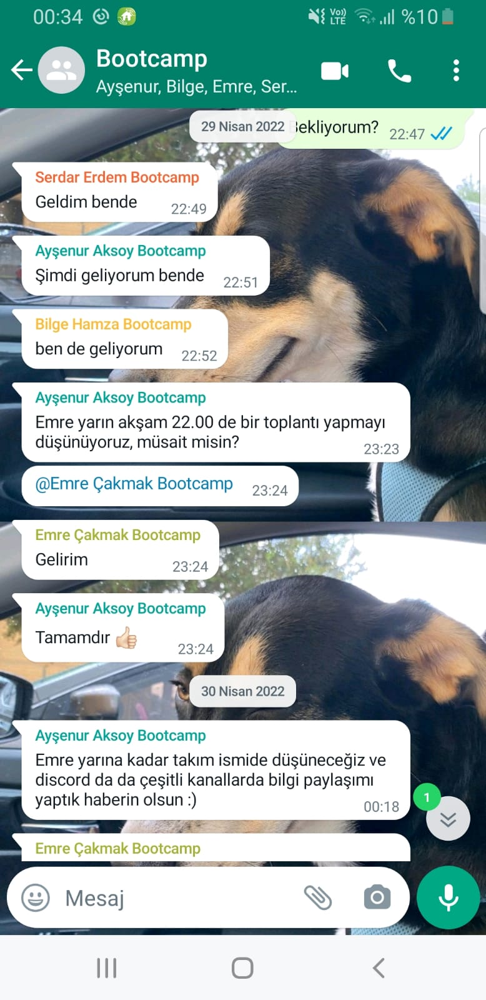 00:34 Vo)) LTE %10
Bootcamp
Ayşenur, Bilge, Emre, Ser...
29 Nisan 2022
Bekliyorum? 22:47
Serdar Erdem Bootcamp
Geldim bende 22:49
Ayşenur Aksoy Bootcamp
Şimdi geliyorum bende 22:51
Bilge Hamza Bootcamp
ben de geliyorum 22:52
Ayşenur Aksoy Bootcamp
Emre yarın akşam 22.00 de bir toplantı yapmayı
düşünüyoruz, müsait misin?
23:23
@Emre Çakmak Bootcamp 23:24
Emre Çakmak Bootcamp
Gelirim 23:24
Ayşenur Aksoy Bootcamp
Tamamdır 👍🏻 23:24
30 Nisan 2022
Ayşenur Aksoy Bootcamp
Emre yarına kadar takım ismide düşüneceğiz ve
discord da da çeşitli kanallarda bilgi paylaşımı
yaptık haberin olsun :)
00:18
1
Emre Çakmak Bootcamp
Mesaj